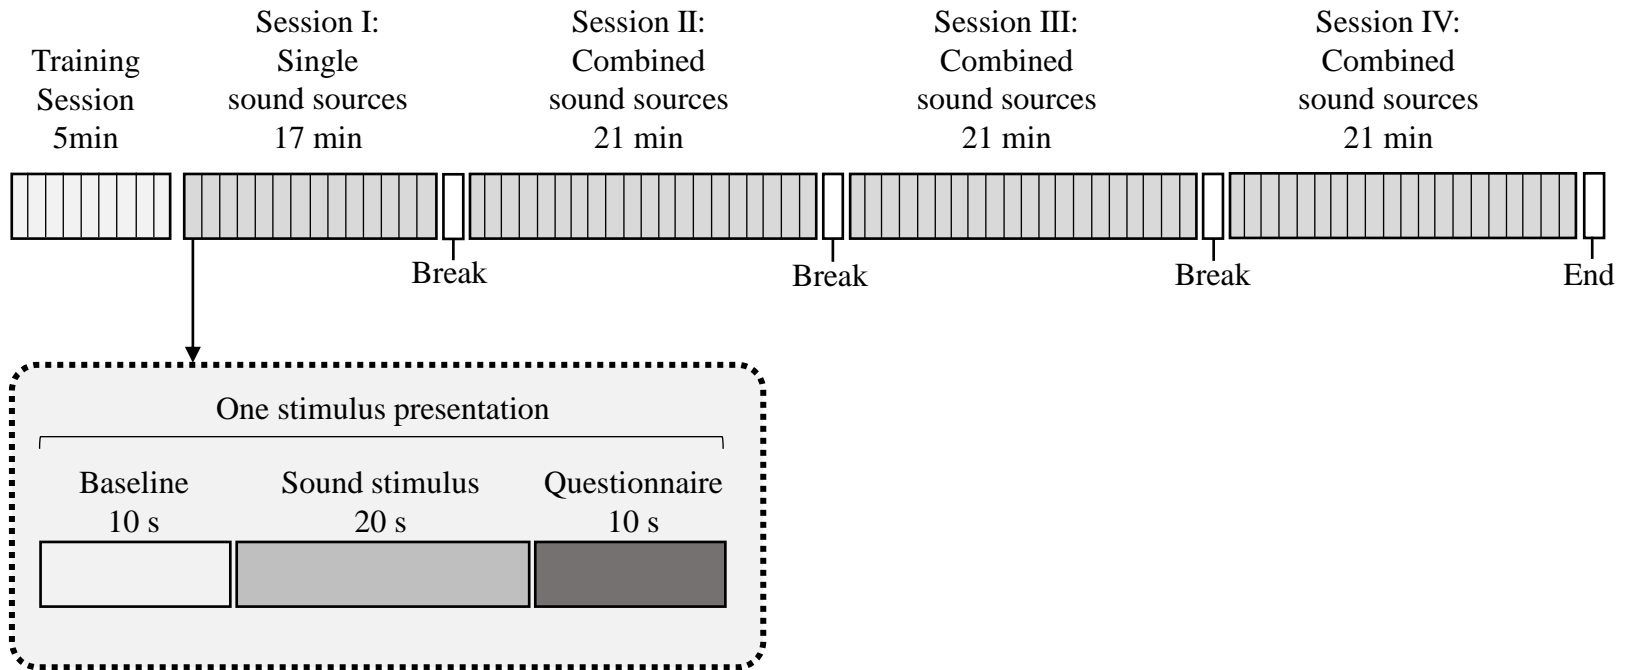 Training
Session
5min
Session I:
Single
sound sources
17 min
Session II:
Combined
sound sources
21 min
Session III:
Combined
sound sources
21 min
Session IV:
Combined
sound sources
21 min
Break
Break
Break
End
One stimulus presentation
Baseline
10 s
Sound stimulus
20 s
Questionnaire
10 s